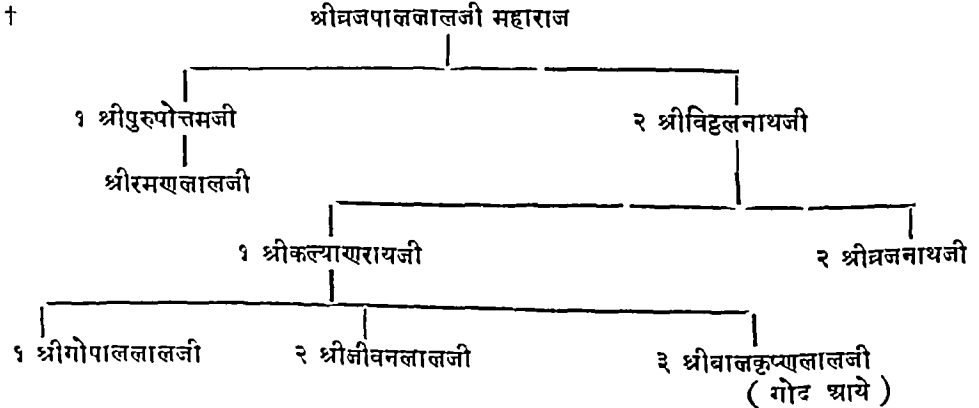 †
श्रीव्रजपाललालजी महाराज
१ श्रीपुरुषोत्तमजी २ श्रीविट्ठलनाथजी
श्रीरमणलालजी
१ श्रीकल्याणरायजी २ श्रीव्रजनाथजी
१ श्रीगोपाललालजी २ श्रीजीवनलालजी ३ श्रीबालकृष्णलालजी
( गोद आये )